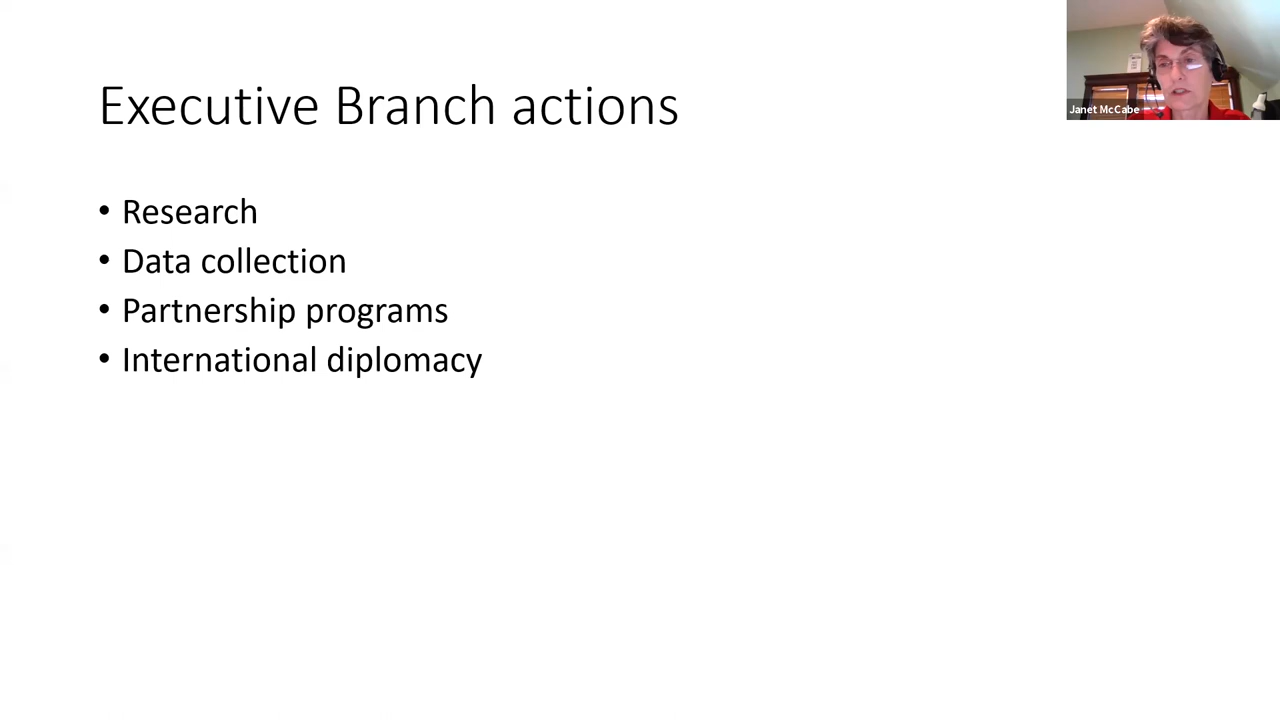 Executive Branch actions
• Research
• Data collection
• Partnership programs
• International diplomacy
Janet McCabe